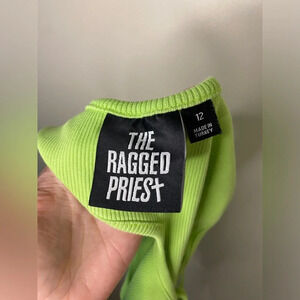 THE
RAGGED
PRIEST
12
MADE IN
TURKEY